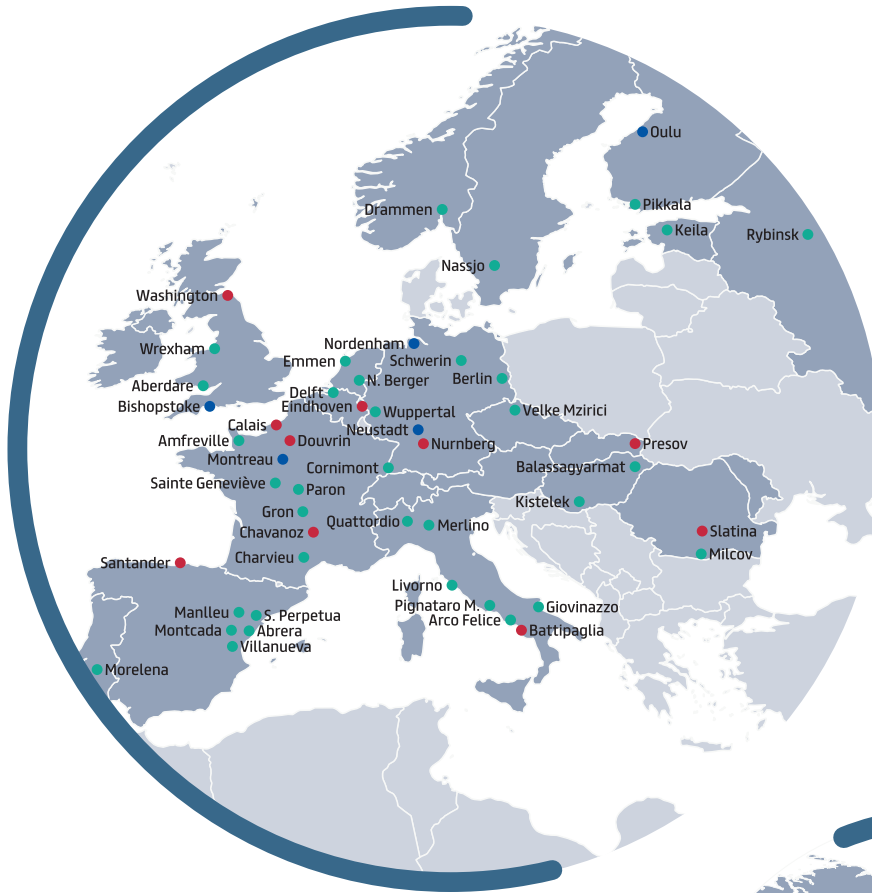 Oulu
Pikkala
Drammen
Keila
Rybinsk
Nassjo
Washington
Nordenham
Wrexham
Emmen
Schwerin
N. Berger
Berlin
Aberdare
Delft
Bishopstoke
Eindhoven
Wuppertal
Velke Mzirici
Calais
Neustadt
Amfreville
Douvrin
Nurnberg
Presov
Montreau
Cornimont
Balassagyarmat
Sainte Geneviève
Paron
Kistelek
Gron
Quattordio
Merlino
Chavanoz
Slatina
Charvieu
Milcov
Santander
Livorno
Pignataro M.
Giovinazzo
Manlleu
S. Perpetua
Arco Felice
Montcada
Abrera
Battipaglia
Villanueva
Morelena